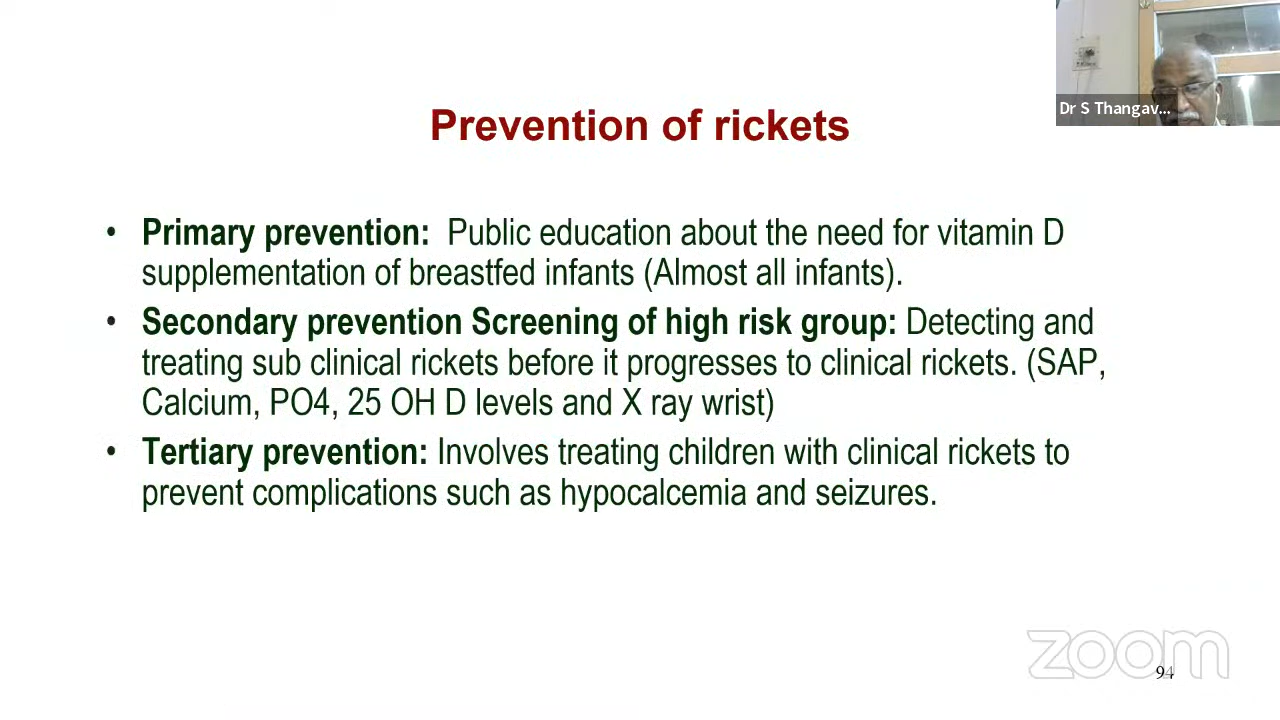 Dr S Thangav...
Prevention of rickets
• Primary prevention: Public education about the need for vitamin D
supplementation of breastfed infants (Almost all infants).
• Secondary prevention Screening of high risk group: Detecting and
treating sub clinical rickets before it progresses to clinical rickets. (SAP,
Calcium, PO4, 25 OH D levels and X ray wrist)
• Tertiary prevention: Involves treating children with clinical rickets to
prevent complications such as hypocalcemia and seizures.
zoom